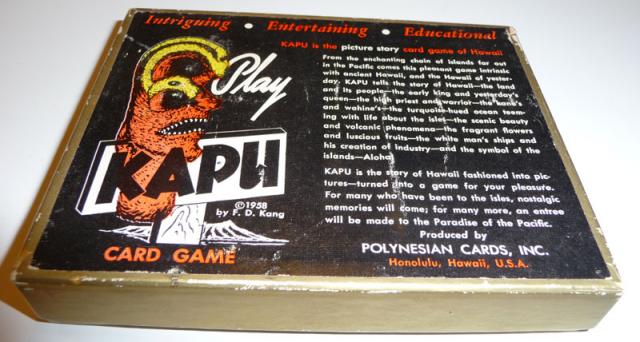 Intriguing • Entertaining • Educational
KAPU is the picture story card game of Hawaii
Play
KAPU
©1958
by F. D. Kang
CARD GAME
From the enchanting chain of islands far out
in the Pacific comes this pleasant game intrinsic
with ancient Hawaii, and the Hawaii of yester-
day. KAPU tells the story of Hawaii—the land
and its people—the early king and yesterday's
queen—the high priest and warrior—the kane's
and wahine's—the turquoise-hued ocean teem-
ing with life about the isles—the scenic beauty
and volcanic phenomena—the fragrant flowers
and luscious fruits—the white man's ships and
his creation of industry—and the symbol of the
islands—Aloha
KAPU is the story of Hawaii fashioned into pic-
tures—turned into a game for your pleasure.
For many who have been to the isles, nostalgic
memories will come; for many more, an entree
will be made to the Paradise of the Pacific.
Produced by
POLYNESIAN CARDS, INC.
Honolulu, Hawaii, U.S.A.